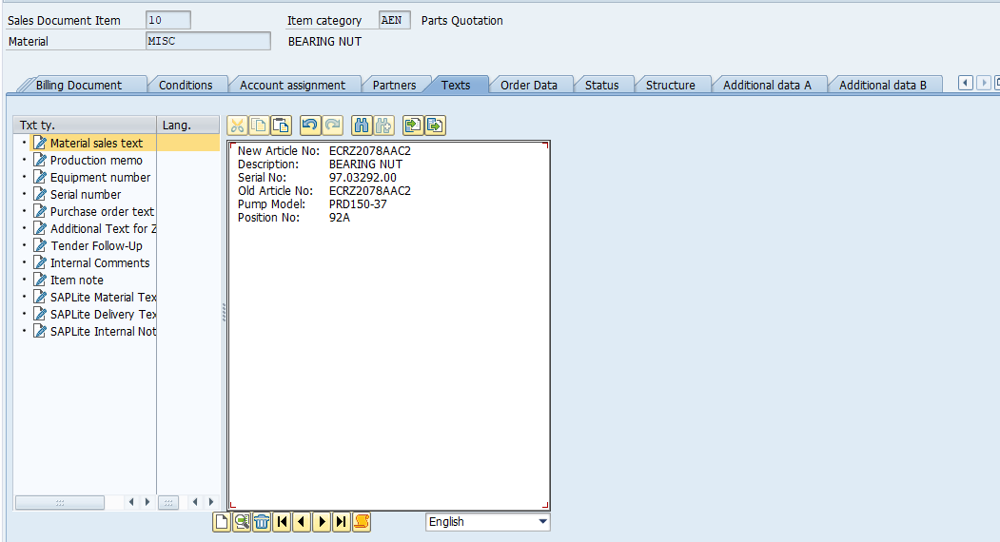 Sales Document Item 10 Item category AEN Parts Quotation
Material MISC BEARING NUT
Billing Document Conditions Account assignment Partners Texts Order Data Status Structure Additional data A Additional data B
Txt ty. Lang.
Material sales text
Production memo
Equipment number
Serial number
Purchase order text
Additional Text for Z
Tender Follow-Up
Internal Comments
Item note
SAPLite Material Tex
SAPLite Delivery Tex
SAPLite Internal Not
New Article No: ECRZ2078AAC2
Description: BEARING NUT
Serial No: 97.03292.00
Old Article No: ECRZ2078AAC2
Pump Model: PRD150-37
Position No: 92A
English